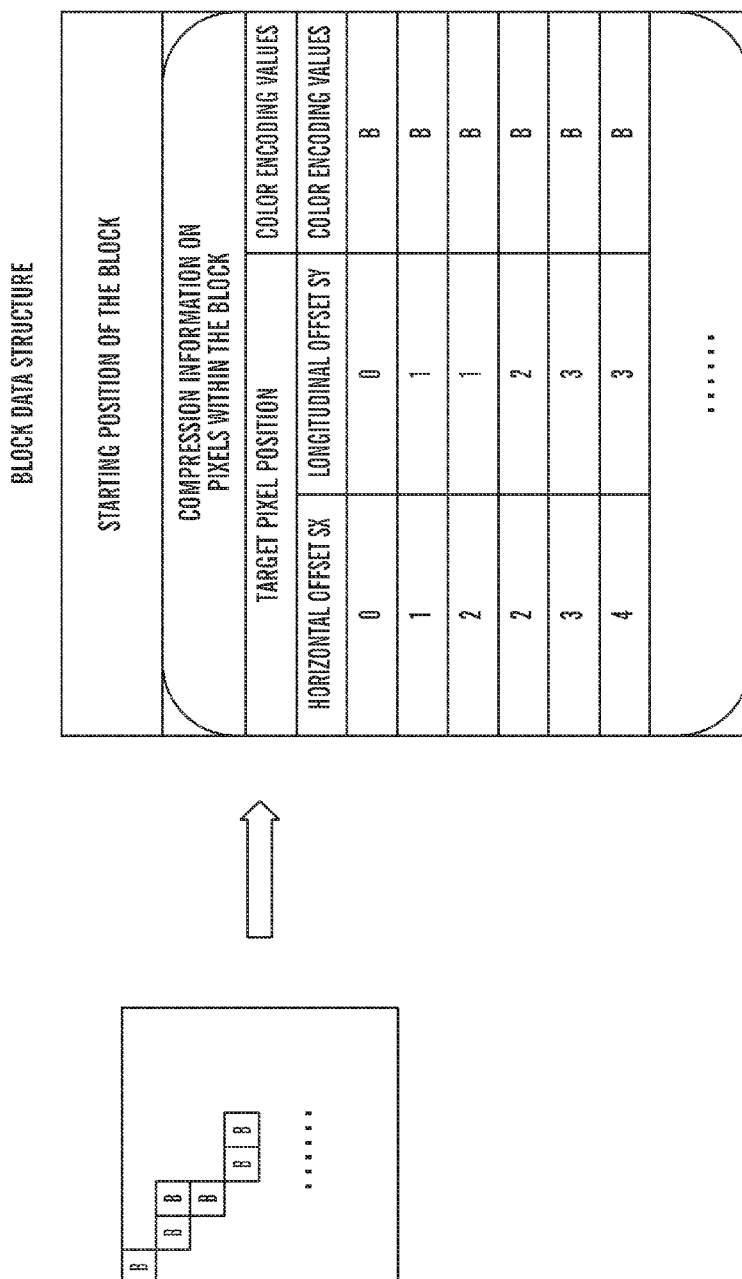 BLOCK DATA STRUCTURE
STARTING POSITION OF THE BLOCK
COMPRESSION INFORMATION ON
PIXELS WITHIN THE BLOCK
TARGET PIXEL POSITION COLOR ENCODING VALUES
HORIZONTAL OFFSET SX LONGITUDINAL OFFSET SY COLOR ENCODING VALUES
0 0 B
1 1 B
2 1 B
2 2 B
3 3 B
4 3 B
......
B
B B
B
B B
......